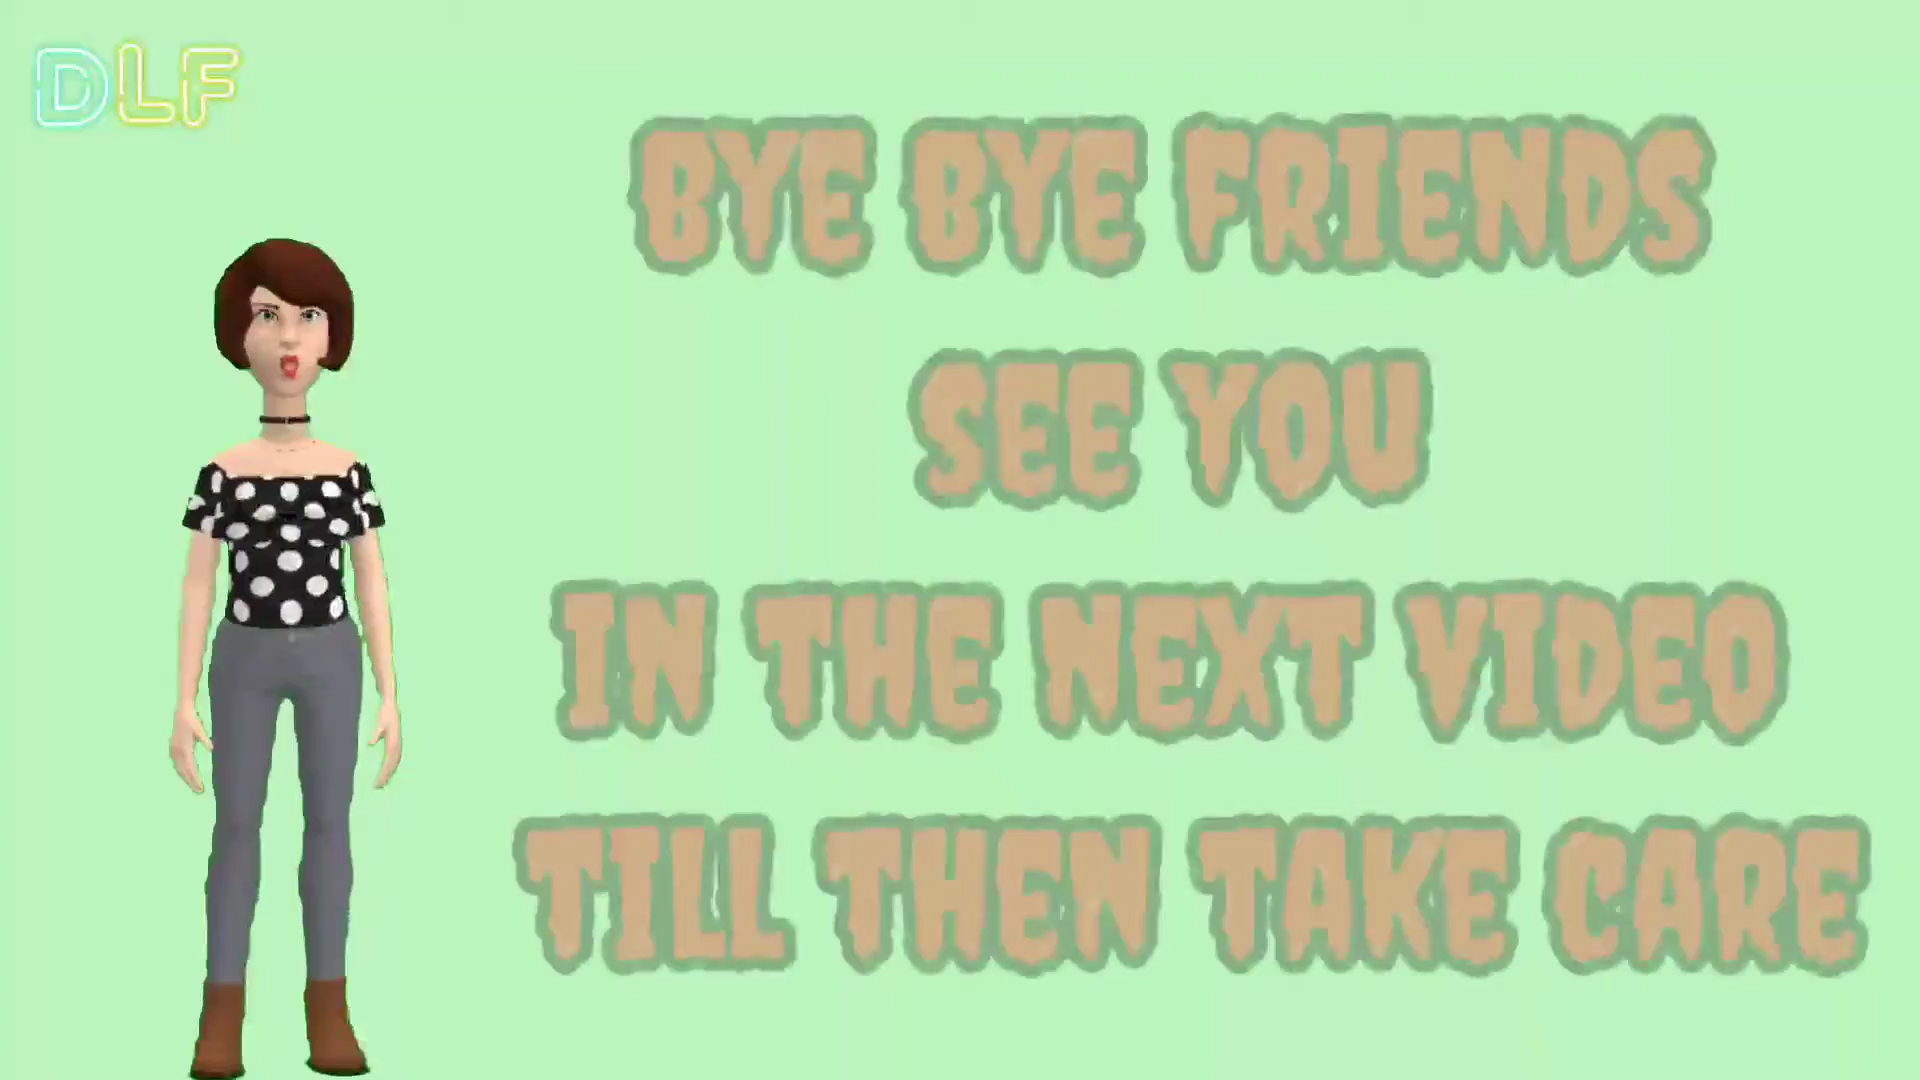 DLF
BYE BYE FRIENDS
SEE YOU
IN THE NEXT VIDEO
TILL THEN TAKE CARE